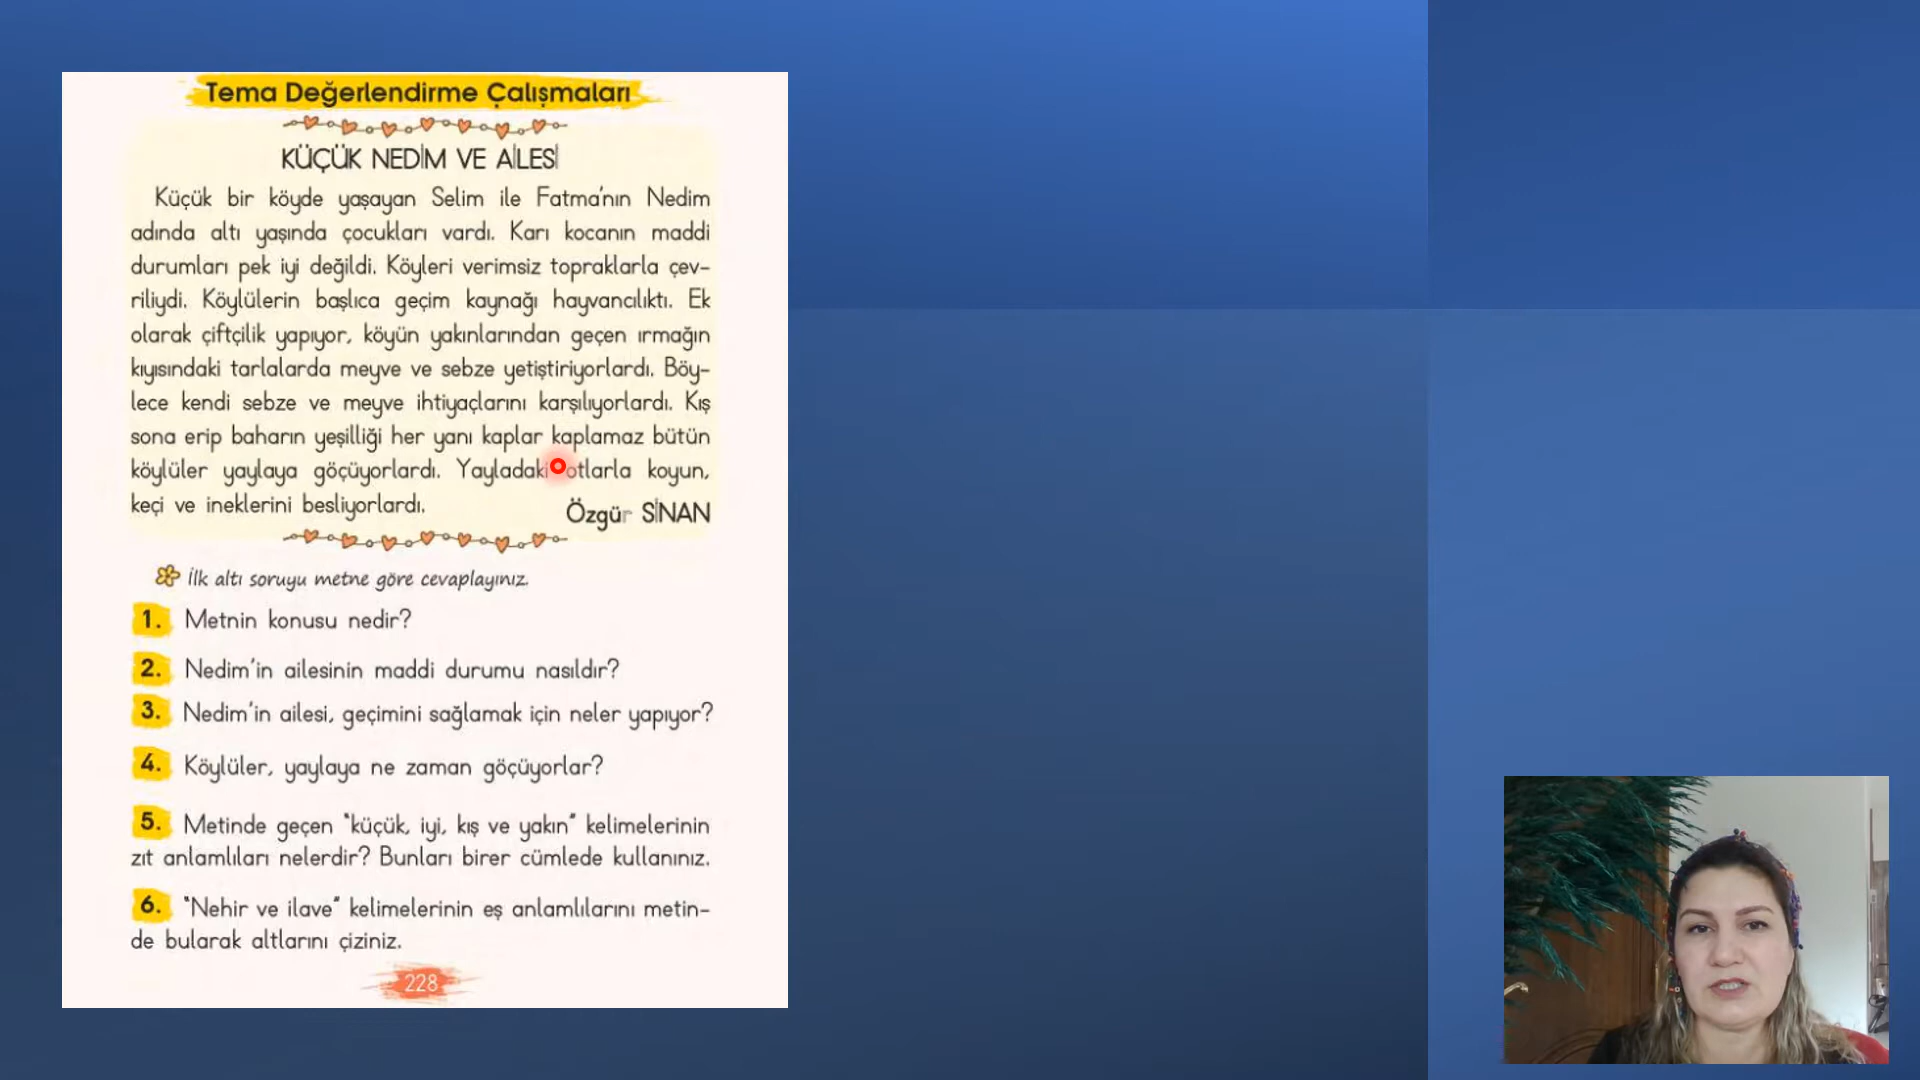 Tema Değerlendirme Çalışmaları
KÜÇÜK NEDİM VE AİLESİ
Küçük bir köyde yaşayan Selim ile Fatma'nın Nedim
adında altı yaşında çocukları vardı. Karı kocanın maddi
durumları pek iyi değildi. Köyleri verimsiz topraklarla çev-
riliydi. Köylülerin başlıca geçim kaynağı hayvancılıktı. Ek
olarak çiftçilik yapıyor, köyün yakınlarından geçen ırmağın
kıyısındaki tarlalarda meyve ve sebze yetiştiriyorlardı. Böy-
lece kendi sebze ve meyve ihtiyaçlarını karşılıyorlardı. Kış
sona erip baharın yeşilliği her yanı kaplar kaplamaz bütün
köylüler yaylaya göçüyorlardı. Yayladaki otlarla koyun,
keçi ve ineklerini besliyorlardı.
Özgür SİNAN
İlk altı soruyu metne göre cevaplayınız.
1. Metnin konusu nedir?
2. Nedim'in ailesinin maddi durumu nasıldır?
3. Nedim'in ailesi, geçimini sağlamak için neler yapıyor?
4. Köylüler, yaylaya ne zaman göçüyorlar?
5. Metinde geçen "küçük, iyi, kış ve yakın" kelimelerinin
zıt anlamlıları nelerdir? Bunları birer cümlede kullanınız.
6. "Nehir ve ilave" kelimelerinin eş anlamlılarını metin-
de bularak altlarını çiziniz.
228